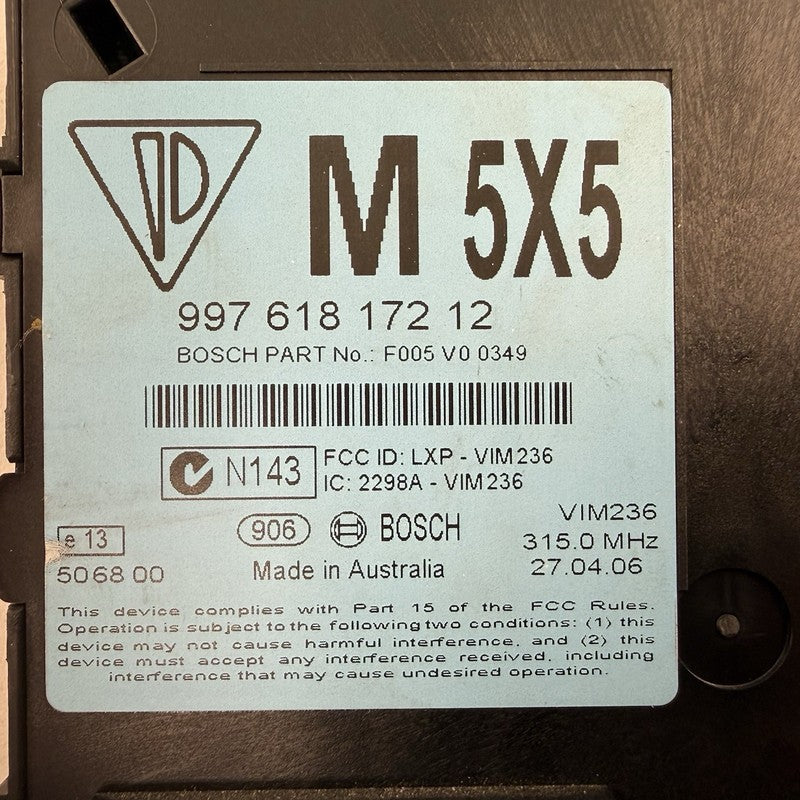 M 5X5
997 618 172 12
BOSCH PART No.: F005 V0 0349
N143
FCC ID: LXP - VIM236
IC: 2298A - VIM236
e 13
906
BOSCH
VIM236
315.0 MHz
506800
Made in Australia
27.04.06
This device complies with Part 15 of the FCC Rules.
Operation is subject to the following two conditions: (1) this
device may not cause harmful interference, and (2) this
device must accept any interference received, including
interference that may cause undesired operation.